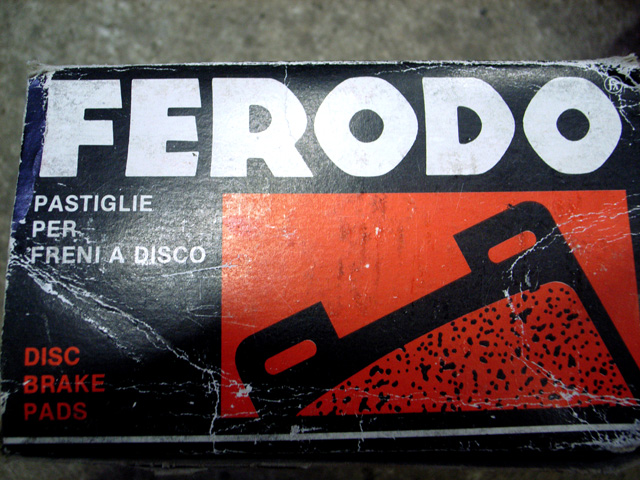 FERODO®
PASTIGLIE
PER
FRENI A DISCO
DISC
BRAKE
PADS